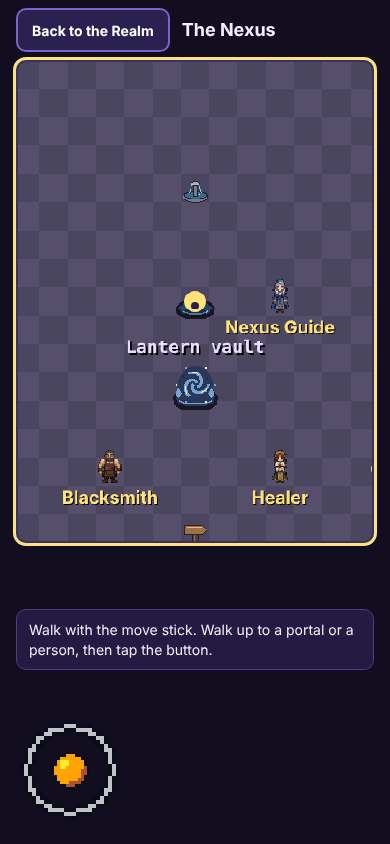 Back to the Realm
The Nexus
Nexus Guide
Lantern vault
Blacksmith
Healer
Walk with the move stick. Walk up to a portal or a
person, then tap the button.